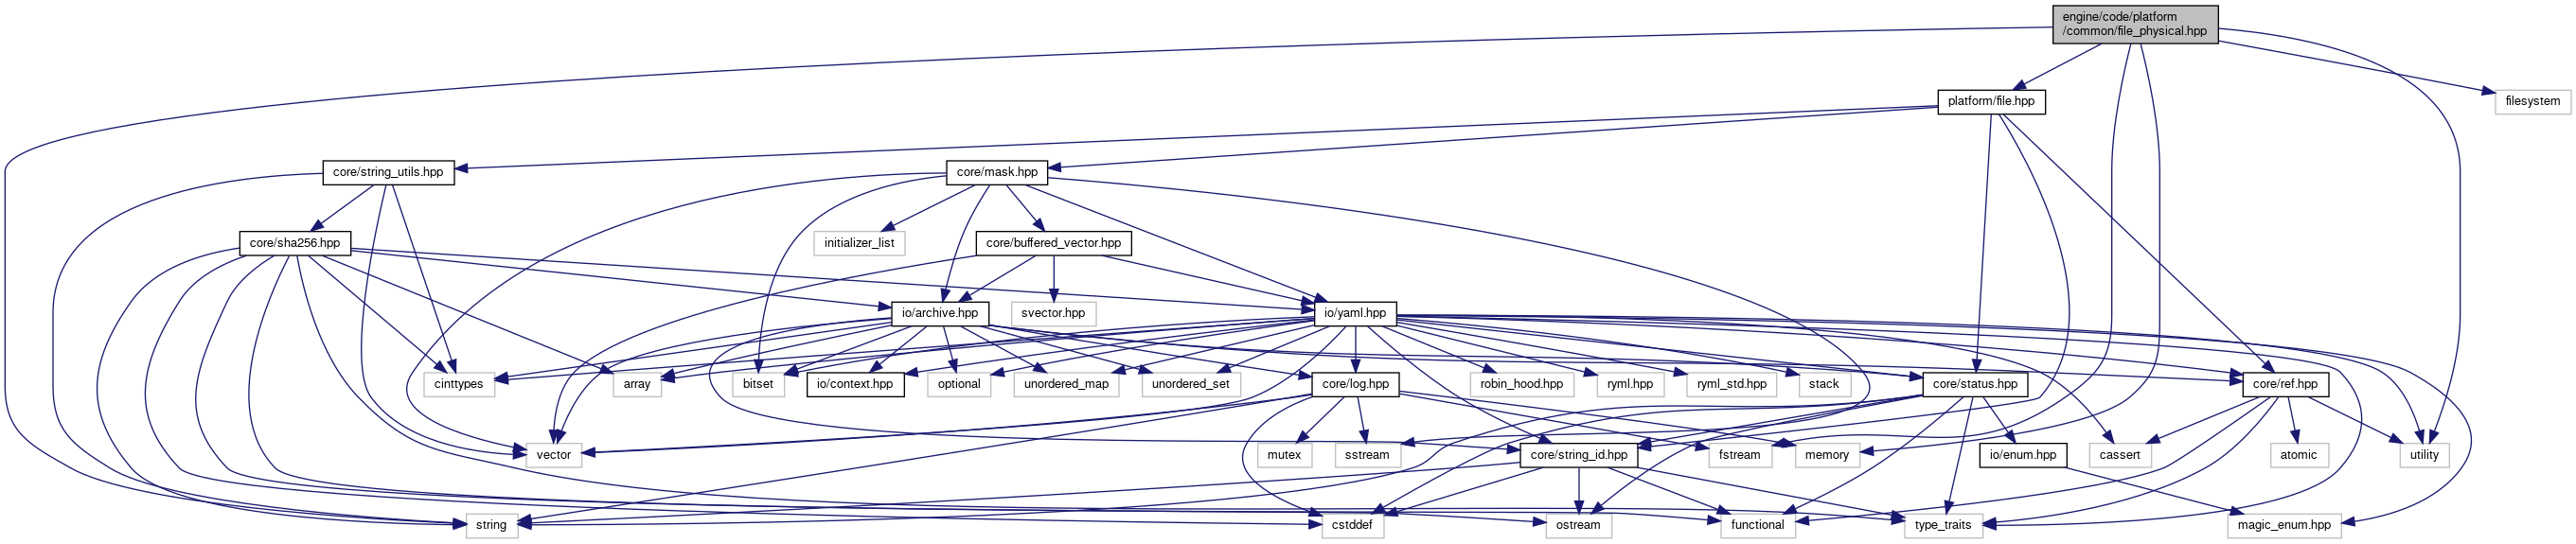 engine/code/platform
/common/file_physical.hpp
platform/file.hpp
filesystem
core/string_utils.hpp
core/mask.hpp
core/sha256.hpp
initializer_list
core/buffered_vector.hpp
io/archive.hpp
svector.hpp
io/yaml.hpp
cinttypes
array
bitset
io/context.hpp
optional
unordered_map
unordered_set
core/log.hpp
robin_hood.hpp
ryml.hpp
ryml_std.hpp
stack
core/status.hpp
core/ref.hpp
vector
mutex
sstream
core/string_id.hpp
fstream
memory
io/enum.hpp
cassert
atomic
utility
string
cstddef
ostream
functional
type_traits
magic_enum.hpp